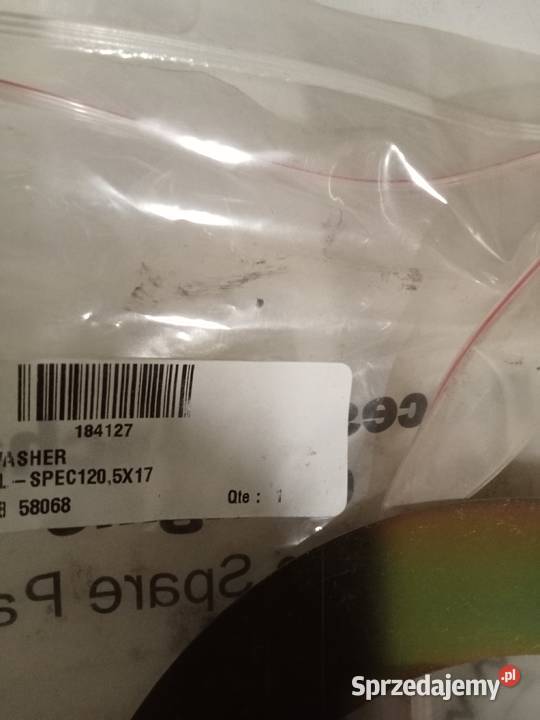 184127
WASHER
L-SPEC120,5X17
58068 Qte : 1
ces
Spare Pa
Sprzedajemy.pl